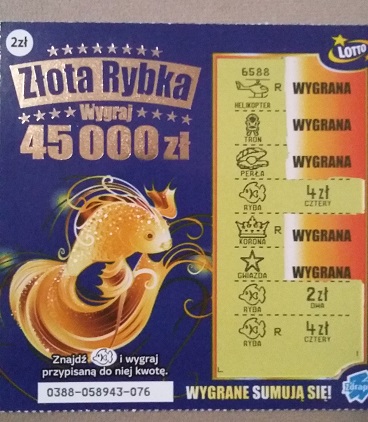 2zł
LOTTO
Złota Rybka
Wygraj
45 000 zł
6588
HELIKOPTER
R
WYGRANA
TRON
WYGRANA
PERŁA
WYGRANA
RYBA
4 zł
CZTERY
KORONA
R
WYGRANA
GWIAZDA
WYGRANA
RYBA
2 zł
DWA
RYBA
R
4 zł
CZTERY
Znajdź i wygraj
przypisaną do niej kwotę.
0388-058943-076
WYGRANE SUMUJĄ SIĘ!